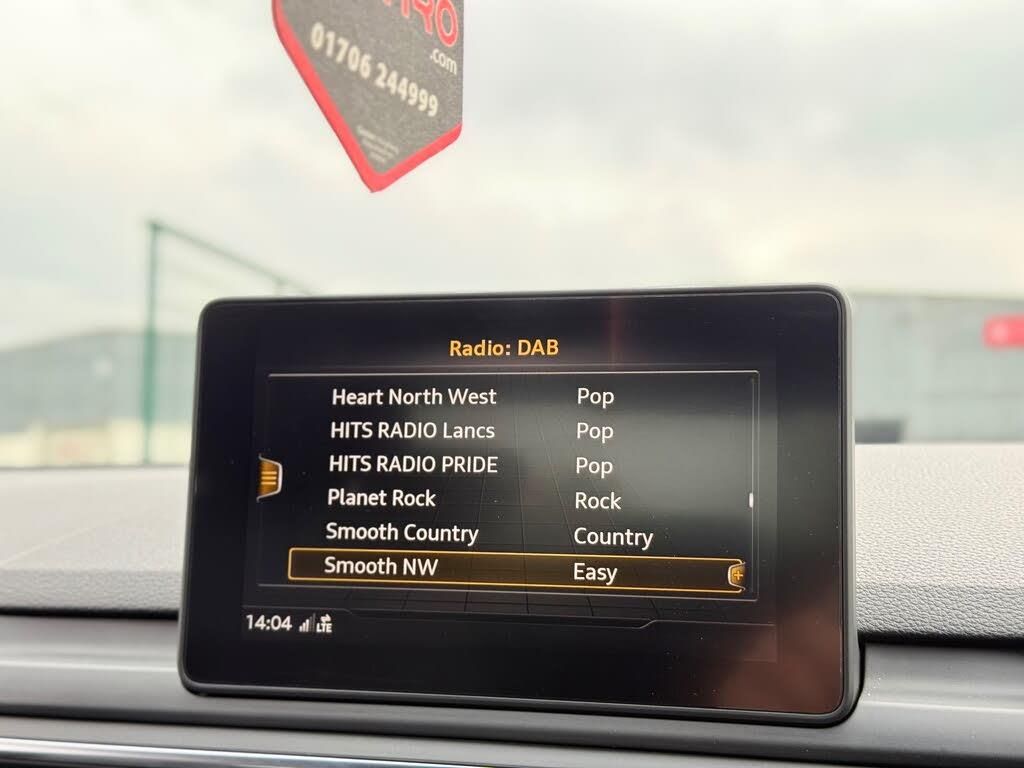 .com
01706 244999
Radio: DAB
Heart North West Pop
HITS RADIO Lancs Pop
HITS RADIO PRIDE Pop
Planet Rock Rock
Smooth Country Country
Smooth NW Easy
14:04 LTE